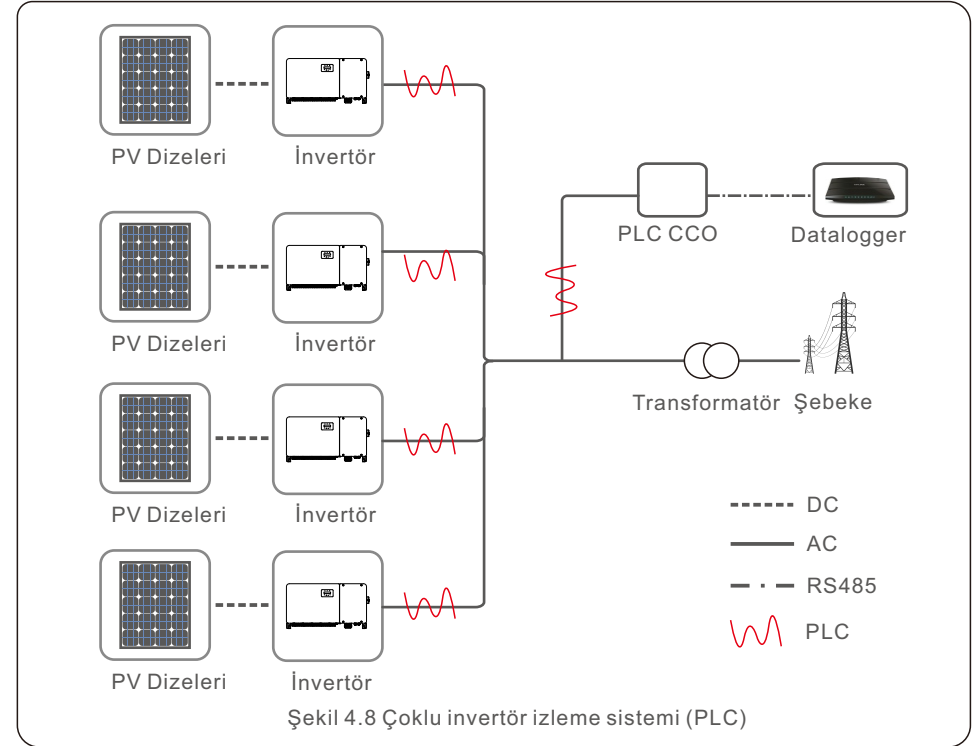 PV Dizeleri
İnvertör
PV Dizeleri
İnvertör
PV Dizeleri
İnvertör
PV Dizeleri
İnvertör
PLC CCO
Datalogger
Transformatör
Şebeke
DC
AC
RS485
PLC
Şekil 4.8 Çoklu invertör izleme sistemi (PLC)